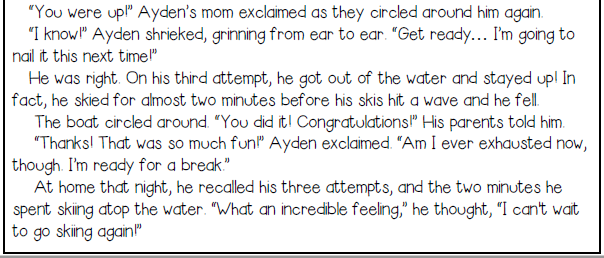 "You were up!" Ayden's mom exclaimed as they circled around him again.
"I know!" Ayden shrieked, grinning from ear to ear. "Get ready... I'm going to
nail it this next time!"
He was right. On his third attempt, he got out of the water and stayed up! In
fact, he skied for almost two minutes before his skis hit a wave and he fell.
The boat circled around. "You did it! Congratulations!" His parents told him.
"Thanks! That was so much fun!" Ayden exclaimed. "Am I ever exhausted now,
though. I'm ready for a break."
At home that night, he recalled his three attempts, and the two minutes he
spent skiing atop the water. "What an incredible feeling," he thought, "I can't wait
to go skiing again!"